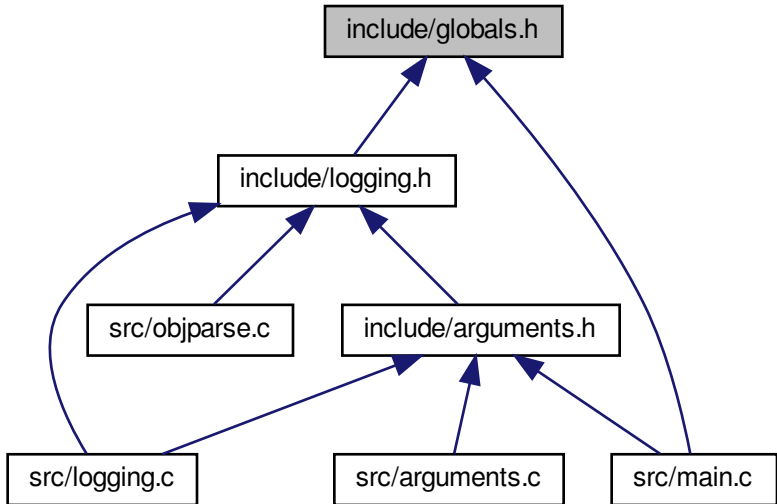 include/globals.h
include/logging.h
src/objparse.c
include/arguments.h
src/logging.c
src/arguments.c
src/main.c